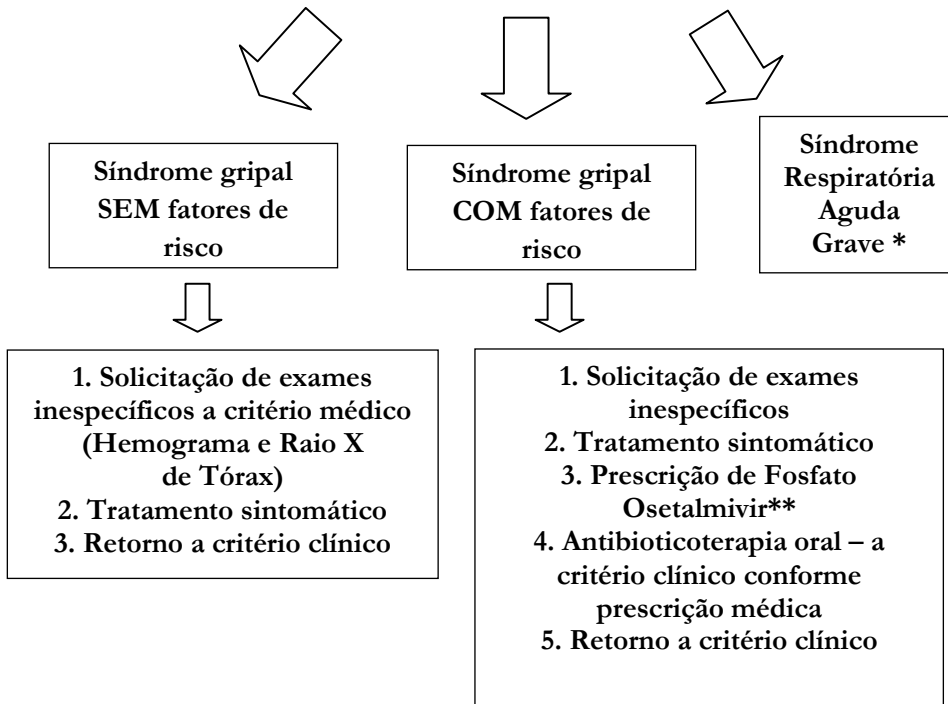 Síndrome gripal
SEM fatores de
risco
Síndrome gripal
COM fatores de
risco
Síndrome
Respiratória
Aguda
Grave *
1. Solicitação de exames
inespecíficos a critério médico
(Hemograma e Raio X
de Tórax)
2. Tratamento sintomático
3. Retorno a critério clínico
1. Solicitação de exames
inespecíficos
2. Tratamento sintomático
3. Prescrição de Fosfato
Osetalmivir**
4. Antibioticoterapia oral – a
critério clínico conforme
prescrição médica
5. Retorno a critério clínico